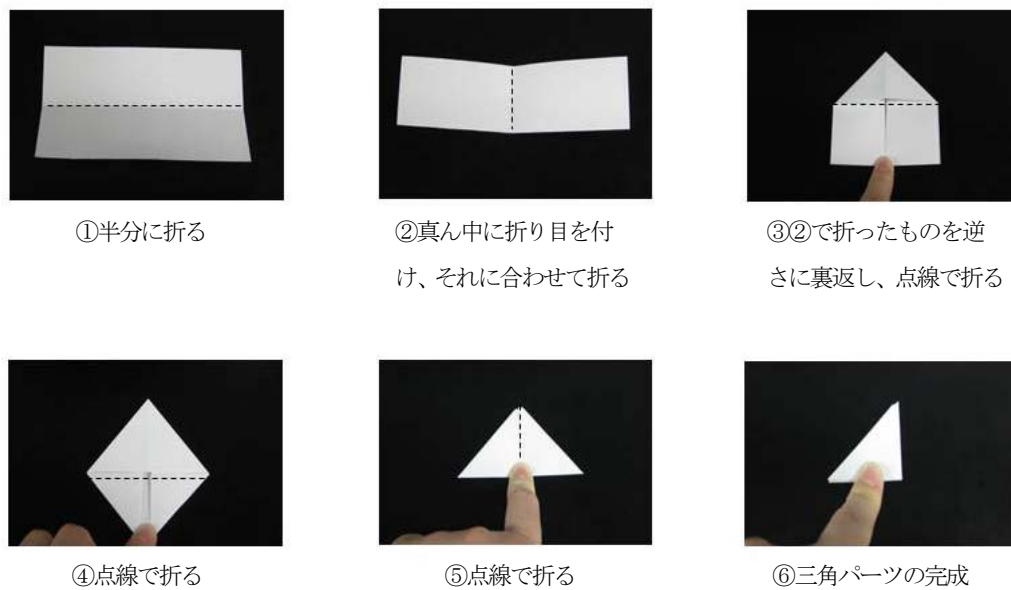 ①半分に折る
②真ん中に折り目を付
け、それに合わせて折る
③②で折ったものを逆
さに裏返し、点線で折る
④点線で折る
⑤点線で折る
⑥三角パーツの完成